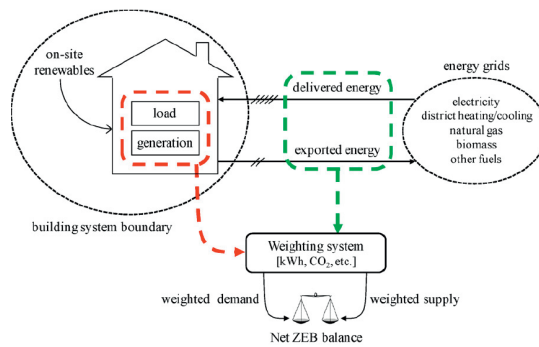 on-site
renewables
load
generation
building system boundary
delivered energy
exported energy
energy grids
electricity
district heating/cooling
natural gas
biomass
other fuels
Weighting system
[kWh, CO₂, etc.]
weighted demand
weighted supply
Net ZEB balance